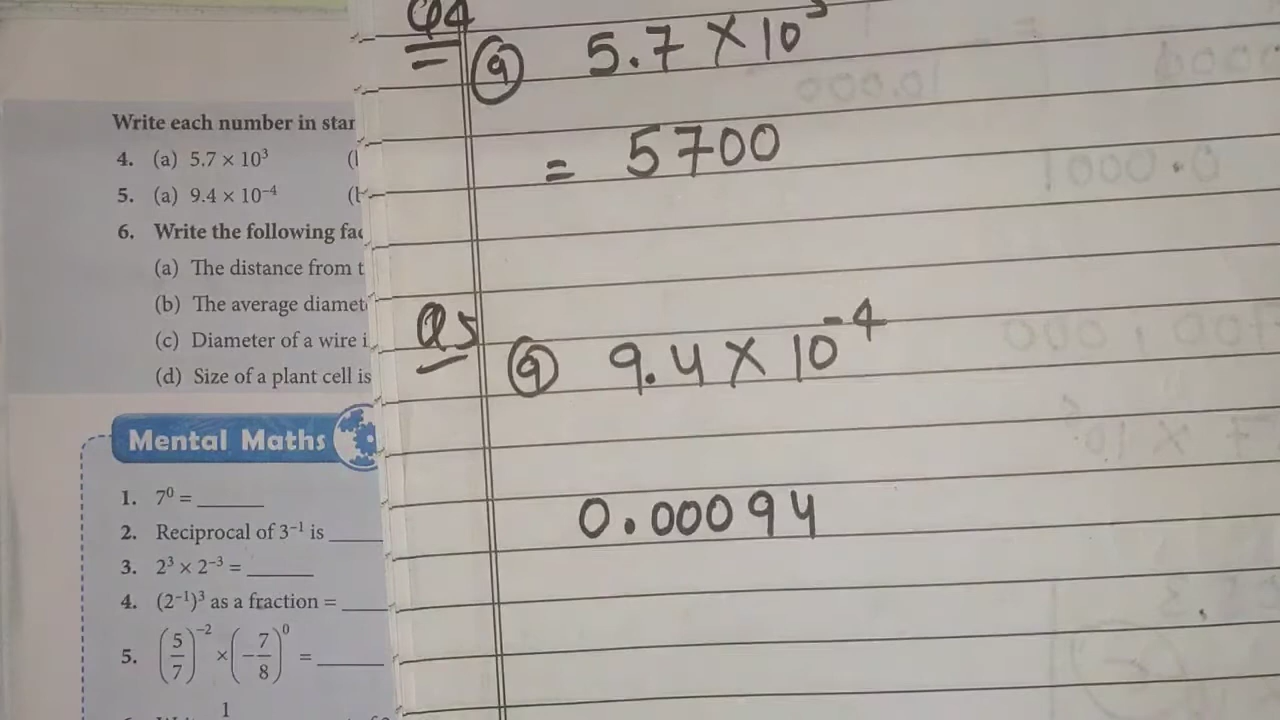 Write each number in
4. (a) 5.7 × 10³
5. (a) 9.4 × 10⁻⁴
6. Write the following
(a) The distance from
(b) The average
(c) Diameter of a wire
(d) Size of a plant cell is
Mental Maths
1. 7⁰ = ______
2. Reciprocal of 3⁻¹ is ______
3. 2³ × 2⁻³ = ______
4. (2⁻¹)³ as a fraction = ______
5. (5/7)⁻² × (−7/8)⁰ = ______
Q4
(a) 5.7 × 10³
= 5700
Q5
(a) 9.4 × 10⁻⁴
0.00094